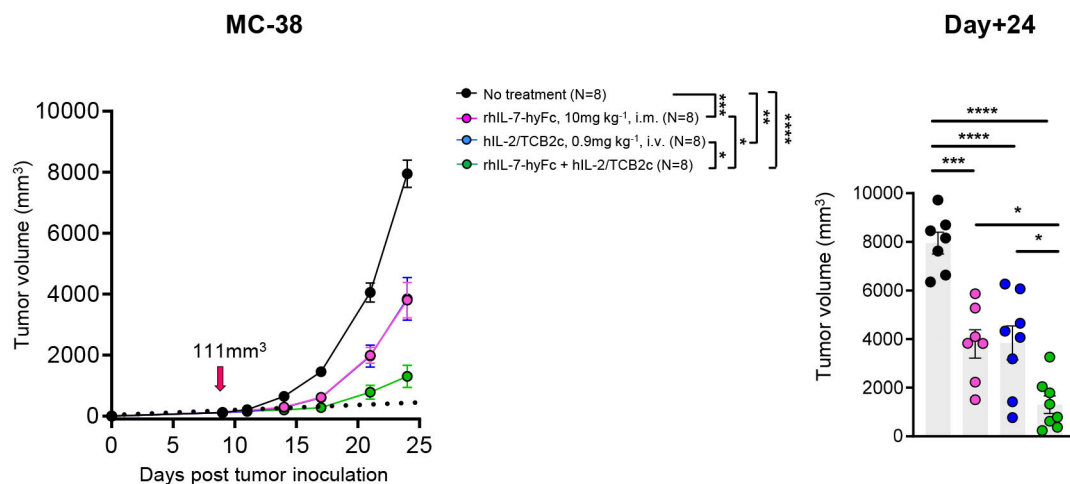 MC-38
Day+24
No treatment (N=8)
rhIL-7-hyFc, 10mg kg⁻¹, i.m. (N=8)
hIL-2/TCB2c, 0.9mg kg⁻¹, i.v. (N=8)
rhIL-7-hyFc + hIL-2/TCB2c (N=8)
***
*
*
**
****
Tumor volume (mm³)
10000
8000
6000
4000
2000
0
111mm³
0
5
10
15
20
25
Days post tumor inoculation
****
****
***
*
*
Tumor volume (mm³)
10000
8000
6000
4000
2000
0